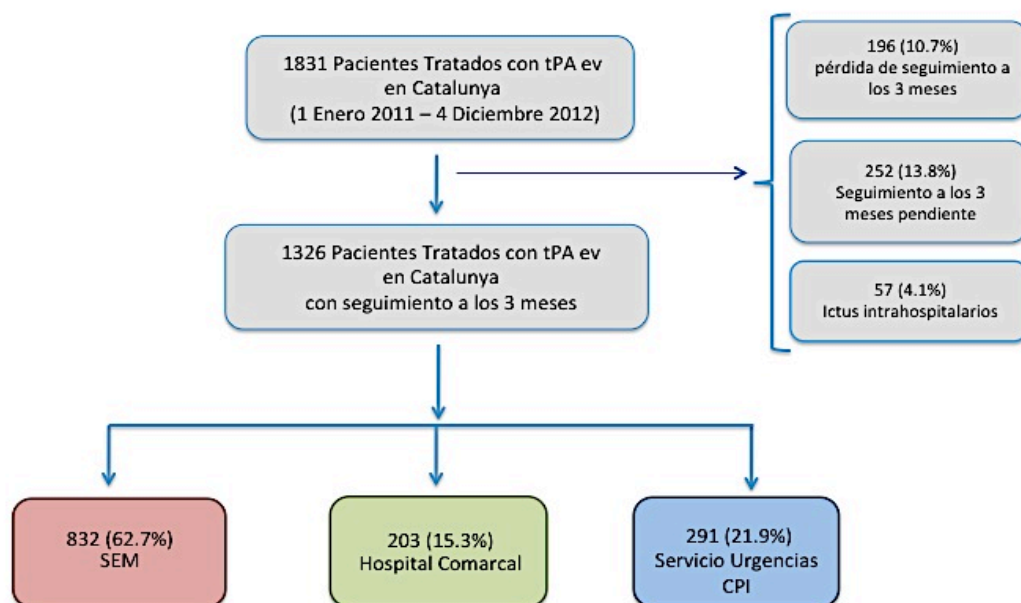 1831 Pacientes Tratados con tPA ev
en Catalunya
(1 Enero 2011 – 4 Diciembre 2012)
196 (10.7%)
pérdida de seguimiento a
los 3 meses
252 (13.8%)
Seguimiento a los 3
meses pendiente
57 (4.1%)
Ictus intrahospitalarios
1326 Pacientes Tratados con tPA ev
en Catalunya
con seguimiento a los 3 meses
832 (62.7%)
SEM
203 (15.3%)
Hospital Comarcal
291 (21.9%)
Servicio Urgencias
CPI